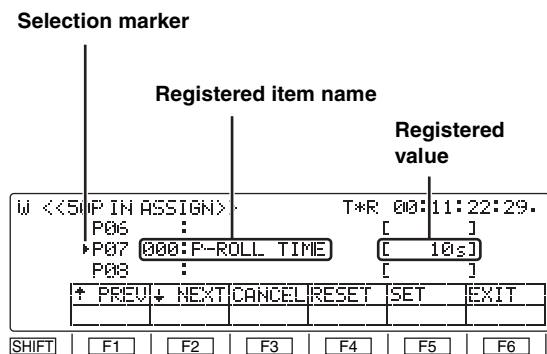 Selection marker
Registered item name
Registered
value
W <<50P IN ASSIGN>> T*R 00:11:22:29.
P06 : [ ]
P07 000:P-ROLL TIME [ 10s]
P08 : [ ]
↑ PREV ↓ NEXT CANCEL RESET SET EXIT
SHIFT F1 F2 F3 F4 F5 F6